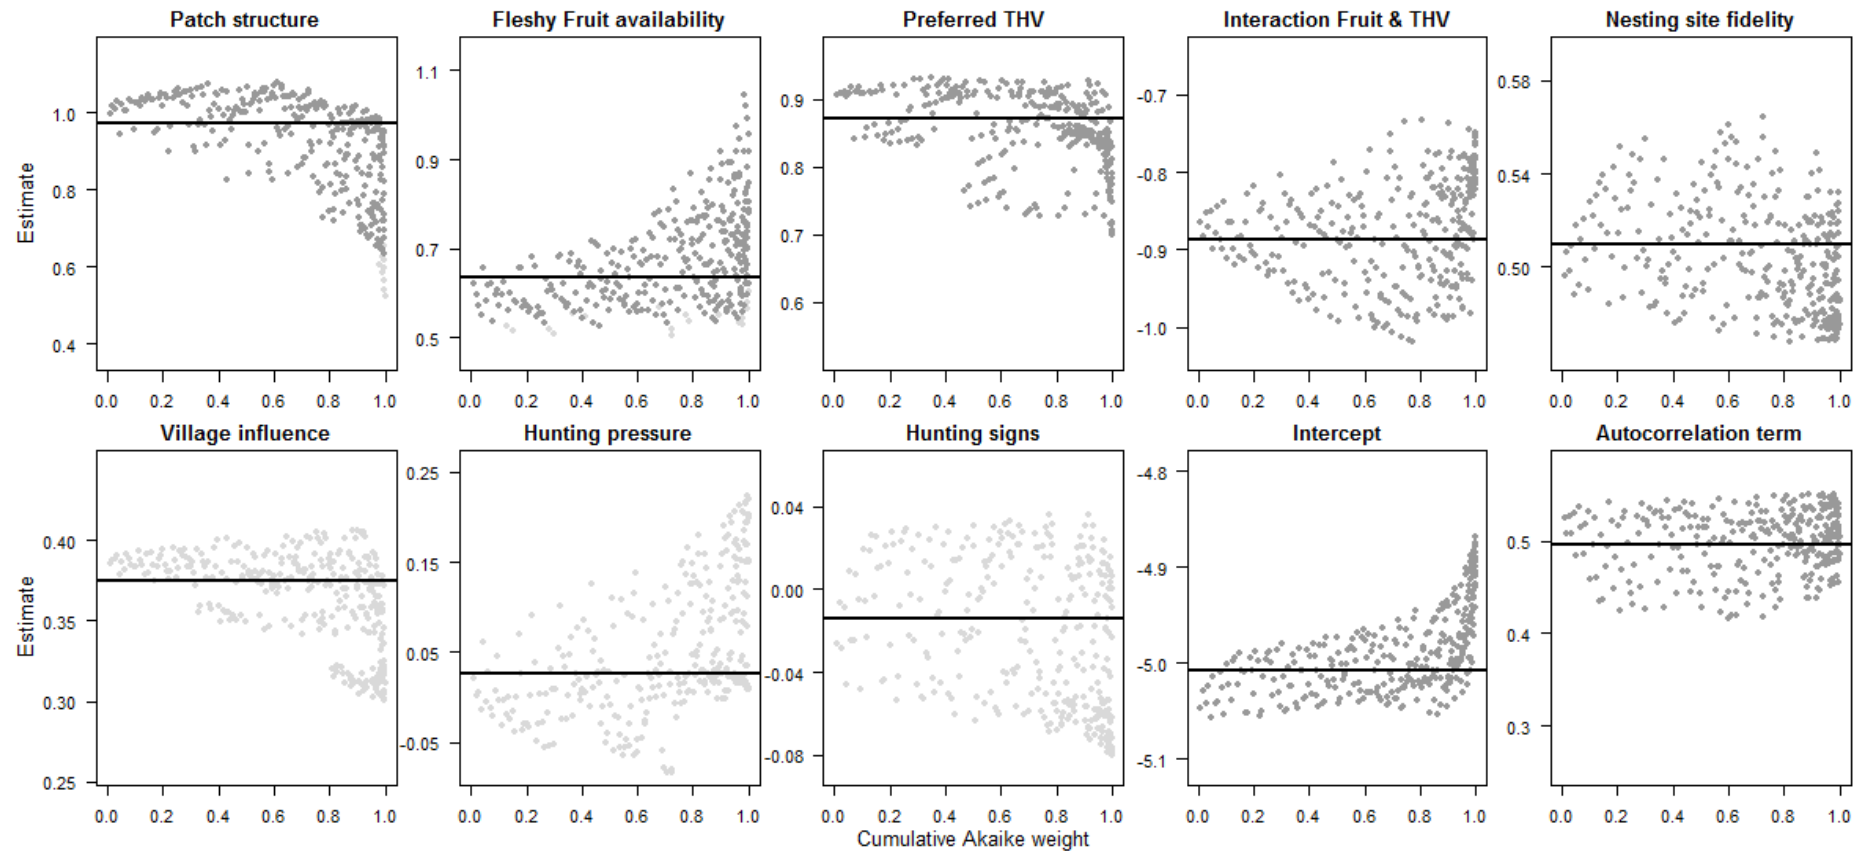 Patch structure Fleshy Fruit availability Preferred THV Interaction Fruit & THV Nesting site fidelity
Estimate
1.0
0.8
0.6
0.4
0.0 0.2 0.4 0.6 0.8 1.0
1.1
0.9
0.7
0.5
0.0 0.2 0.4 0.6 0.8 1.0
0.9
0.8
0.7
0.6
0.0 0.2 0.4 0.6 0.8 1.0
-0.7
-0.8
-0.9
-1.0
0.0 0.2 0.4 0.6 0.8 1.0
0.58
0.54
0.50
0.0 0.2 0.4 0.6 0.8 1.0
Village influence Hunting pressure Hunting signs Intercept Autocorrelation term
Estimate
0.40
0.35
0.30
0.25
0.0 0.2 0.4 0.6 0.8 1.0
0.25
0.15
0.05
-0.05
0.0 0.2 0.4 0.6 0.8 1.0
0.04
0.00
-0.04
-0.08
0.0 0.2 0.4 0.6 0.8 1.0
-4.8
-4.9
-5.0
-5.1
0.0 0.2 0.4 0.6 0.8 1.0
0.5
0.4
0.3
0.0 0.2 0.4 0.6 0.8 1.0
Cumulative Akaike weight